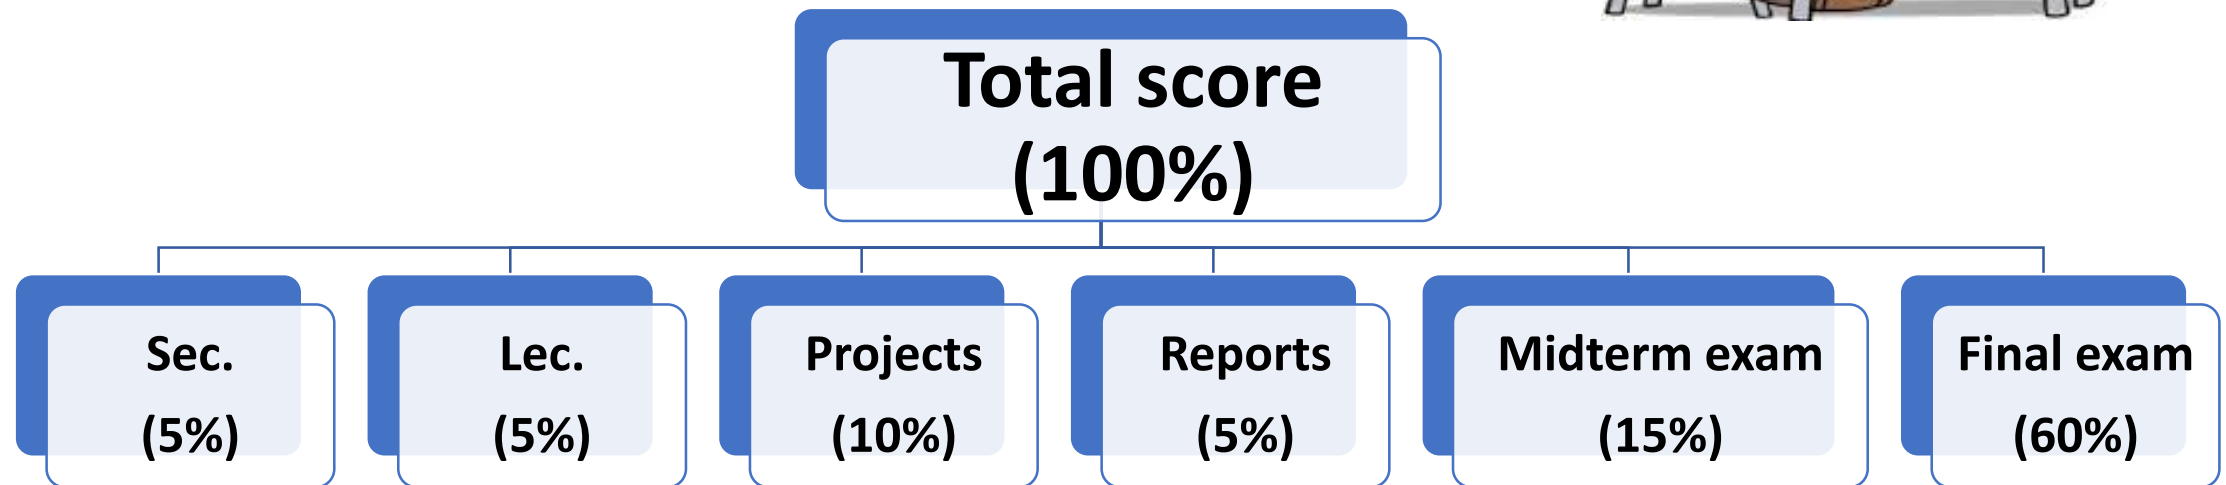 Total score
(100%)
Sec.
(5%)
Lec.
(5%)
Projects
(10%)
Reports
(5%)
Midterm exam
(15%)
Final exam
(60%)